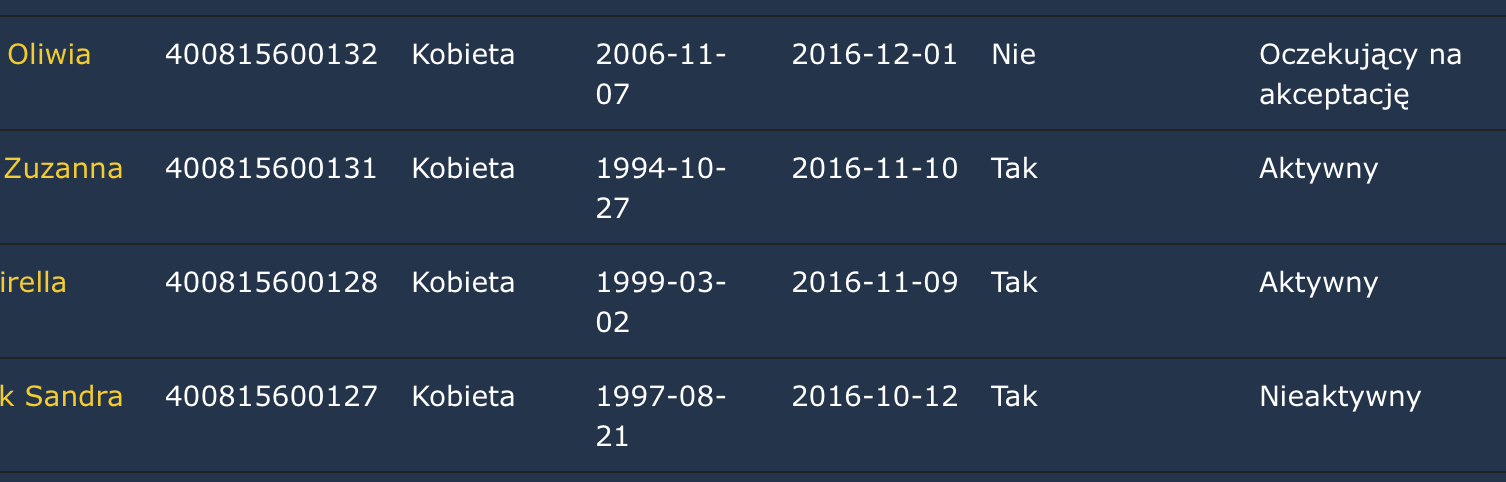 Oliwia 400815600132 Kobieta 2006-11- 2016-12-01 Nie Oczekujący na
07 akceptację
Zuzanna 400815600131 Kobieta 1994-10- 2016-11-10 Tak Aktywny
27
irella 400815600128 Kobieta 1999-03- 2016-11-09 Tak Aktywny
02
k Sandra 400815600127 Kobieta 1997-08- 2016-10-12 Tak Nieaktywny
21